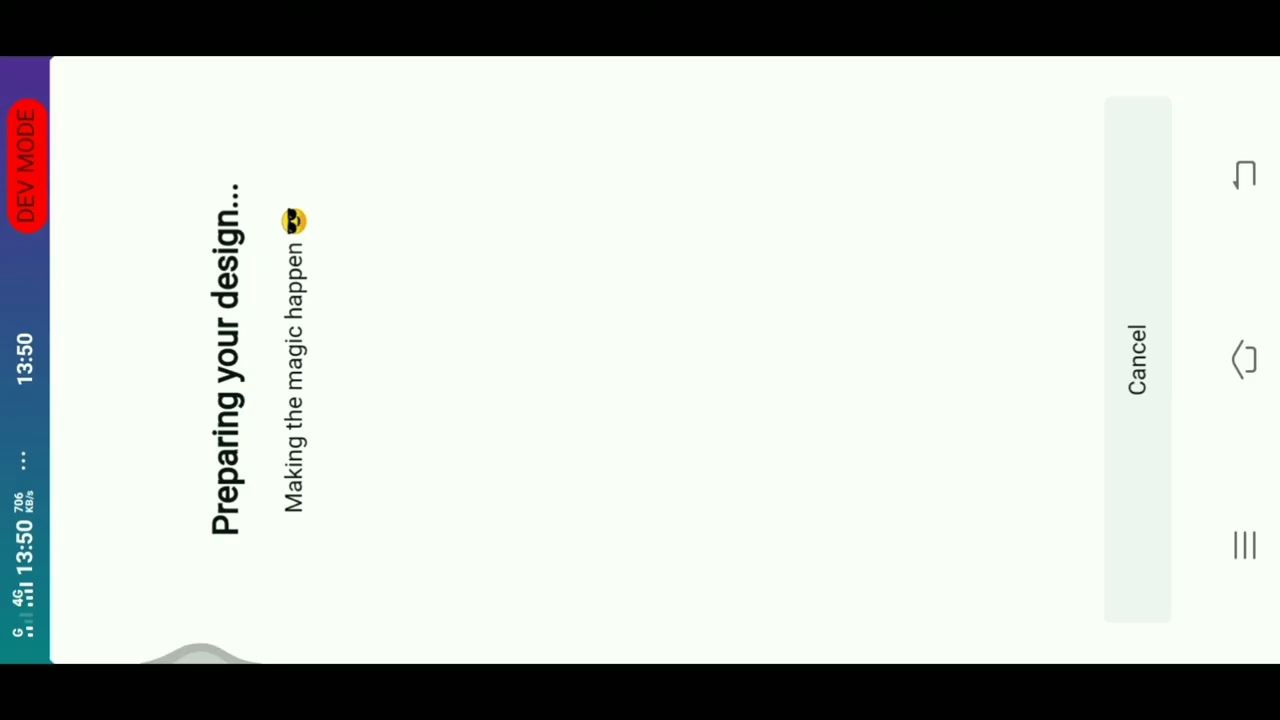 G 4G 13:50 706 KB/s ... 13:50 DEV MODE
Preparing your design...
Making the magic happen 😎
Cancel